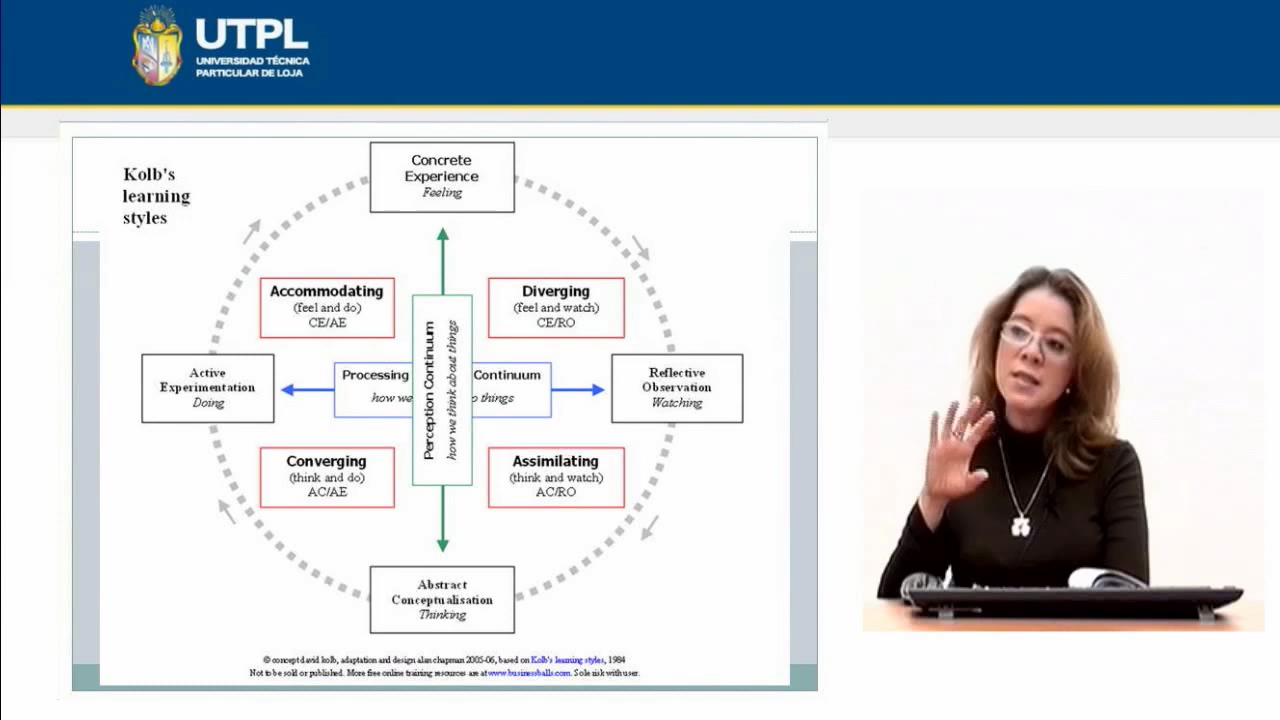 UTPL
UNIVERSIDAD TÉCNICA
PARTICULAR DE LOJA
Kolb's
learning
styles
Concrete
Experience
Feeling
Accommodating
(feel and do)
CE/AE
Diverging
(feel and watch)
CE/RO
Active
Experimentation
Doing
Processing
how we
Perception Continuum
how we think about things
Continuum
o things
Reflective
Observation
Watching
Converging
(think and do)
AC/AE
Assimilating
(think and watch)
AC/RO
Abstract
Conceptualisation
Thinking
© concept david kolb, adaptation and design alan chapman 2005-06, based on Kolb's learning styles, 1984
Not to be sold or published. More free online training resources are at www.businessballs.com. Sole risk with user.